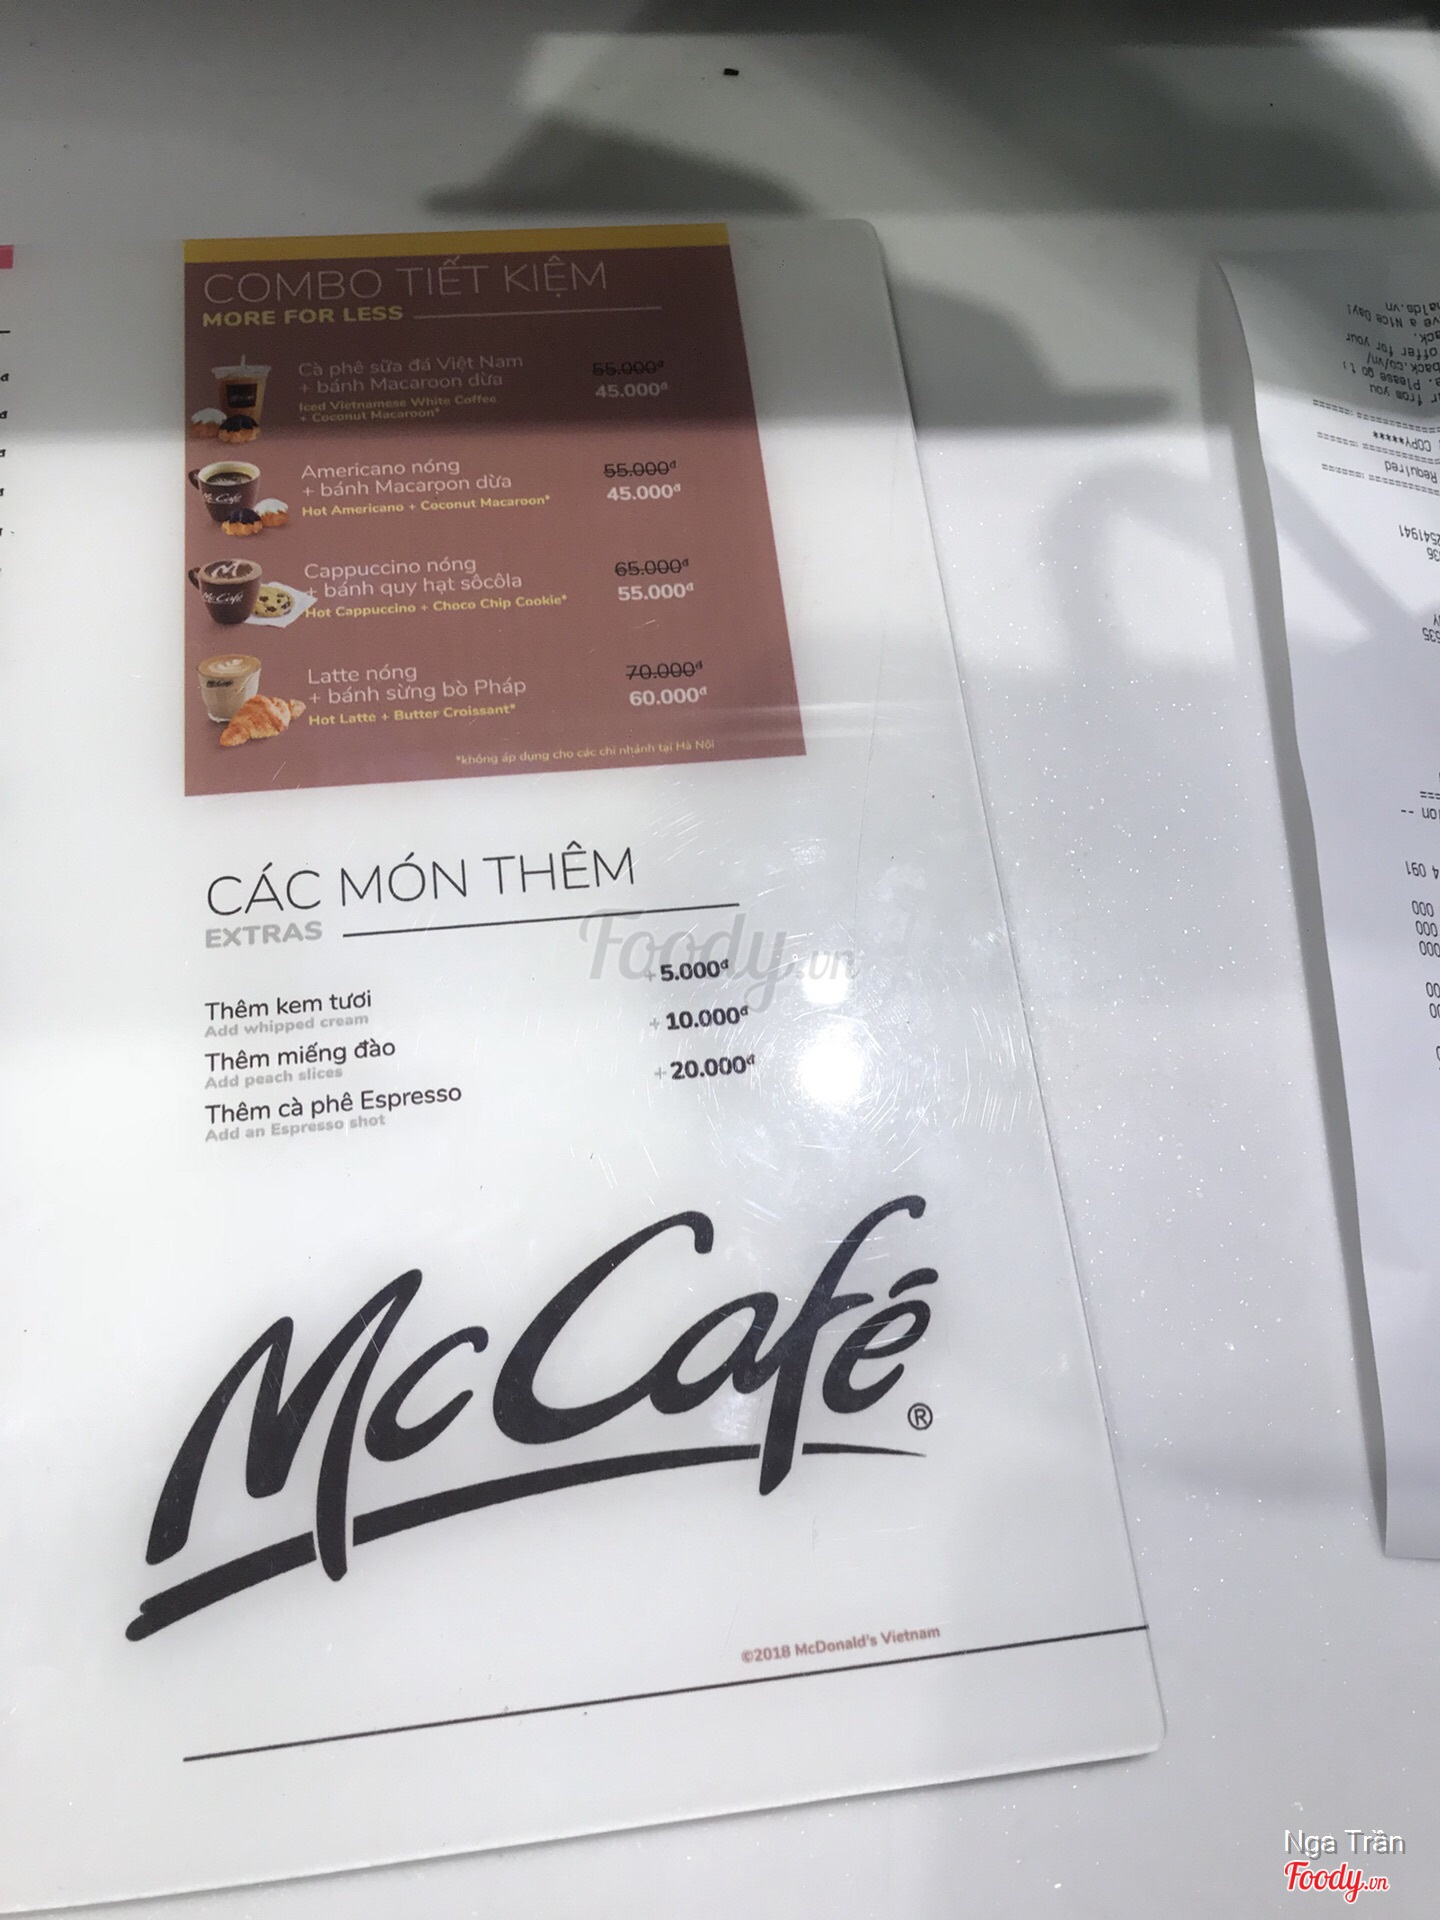 COMBO TIẾT KIỆM
MORE FOR LESS
Cà phê sữa đá Việt Nam
+ bánh Macaroon dừa
Iced Vietnamese White Coffee
+ Coconut Macaroon*
55.000đ
45.000đ
Americano nóng
+ bánh Macaroon dừa
Hot Americano + Coconut Macaroon*
55.000đ
45.000đ
Cappuccino nóng
+ bánh quy hạt sôcôla
Hot Cappuccino + Choco Chip Cookie*
65.000đ
55.000đ
Latte nóng
+ bánh sừng bò Pháp
Hot Latte + Butter Croissant*
70.000đ
60.000đ
*không áp dụng cho các chi nhánh tại Hà Nội
CÁC MÓN THÊM
EXTRAS
Foody.vn
Thêm kem tươi +5.000đ
Add whipped cream
Thêm miếng đào +10.000đ
Add peach slices
Thêm cà phê Espresso +20.000đ
Add an Espresso shot
McCafé®
©2018 McDonald's Vietnam
Nga Trần
Foody.vn